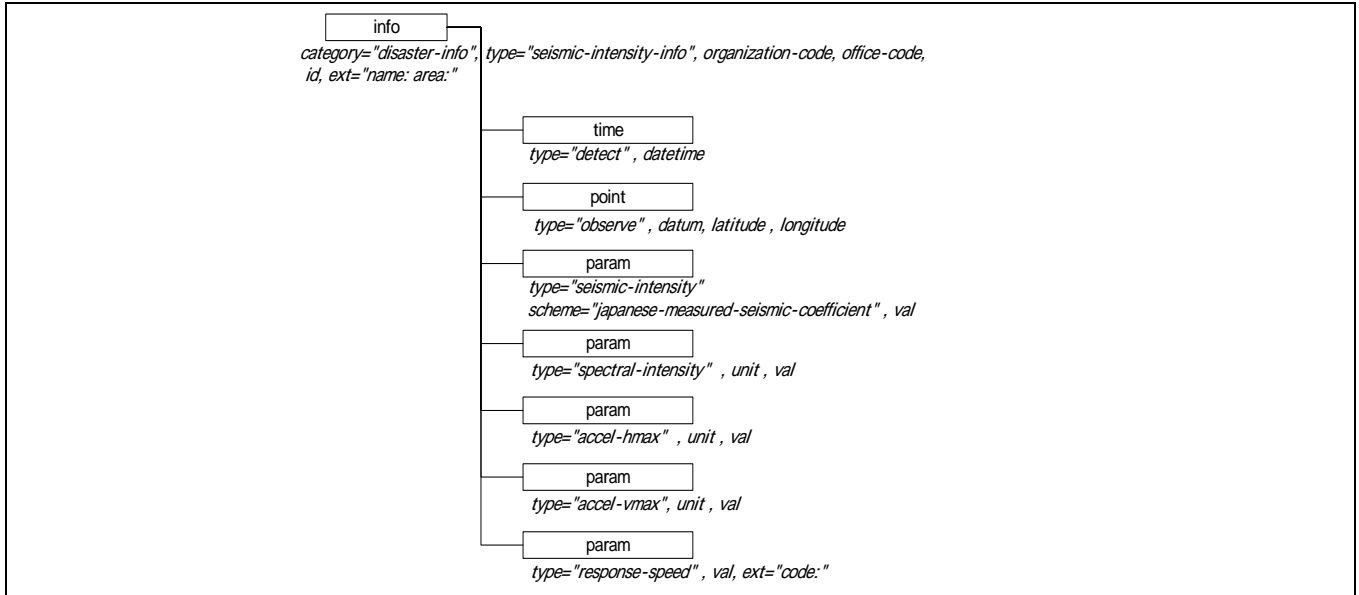 info
category="disaster-info", type="seismic-intensity-info", organization-code, office-code,
id, ext="name: area:"
time
type="detect" , datetime
point
type="observe" , datum, latitude , longitude
param
type="seismic-intensity"
scheme="japanese-measured-seismic-coefficient" , val
param
type="spectral-intensity" , unit , val
param
type="accel-hmax" , unit , val
param
type="accel-vmax", unit , val
param
type="response-speed" , val, ext="code:"